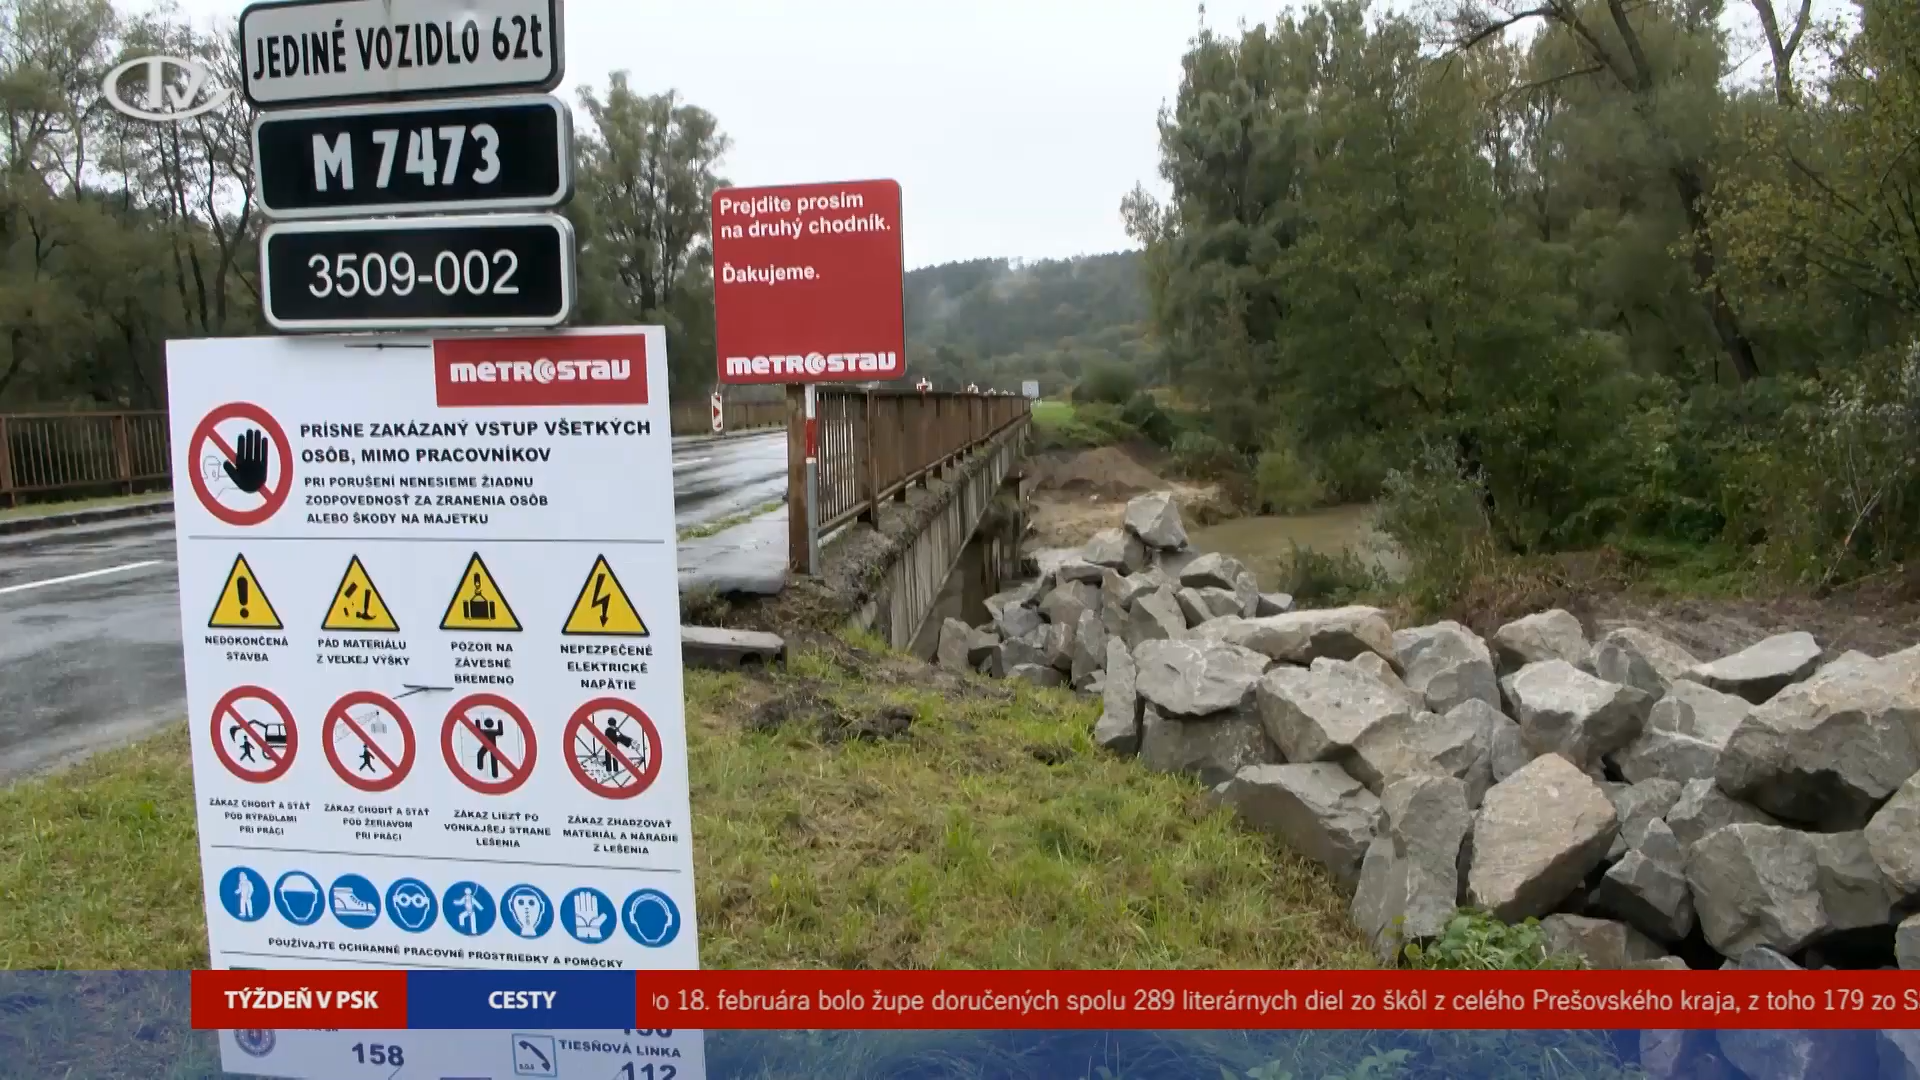 JEDINÉ VOZIDLO 62t
M 7473
3509-002
Prejdite prosím
na druhý chodník.
Ďakujeme.
METROSTAV
METROSTAV
PRÍSNE ZAKÁZANÝ VSTUP VŠETKÝCH
OSÔB, MIMO PRACOVNÍKOV
PRI PORUŠENÍ NENESIEME ŽIADNU
ZODPOVEDNOSŤ ZA ZRANENIA OSÔB
ALEBO ŠKODY NA MAJETKU
NEDOKONČENÁ
STAVBA
PÁD MATERIÁLU
Z VEĽKEJ VÝŠKY
POZOR NA
ZÁVESNÉ
BREMENO
NEPEZPEČENÉ
ELEKTRICKÉ
NAPÄTIE
ZÁKAZ CHODIŤ A STÁŤ
POD RÝPADLAMI
PRI PRÁCI
ZÁKAZ CHODIŤ A STÁŤ
POD ŽERIAVOM
PRI PRÁCI
ZÁKAZ LIEZŤ PO
VONKAJŠEJ STRANE
LEŠENIA
ZÁKAZ ZHADZOVAŤ
MATERIÁL A NÁRADIE
Z LEŠENIA
POUŽÍVAJTE OCHRANNÉ PRACOVNÉ PROSTRIEDKY A POMÔCKY
TÝŽDEŇ V PSK
CESTY
Do 18. februára bolo župe doručených spolu 289 literárnych diel zo škôl z celého Prešovského kraja, z toho 179 zo S
158
TIESŇOVÁ LINKA
112